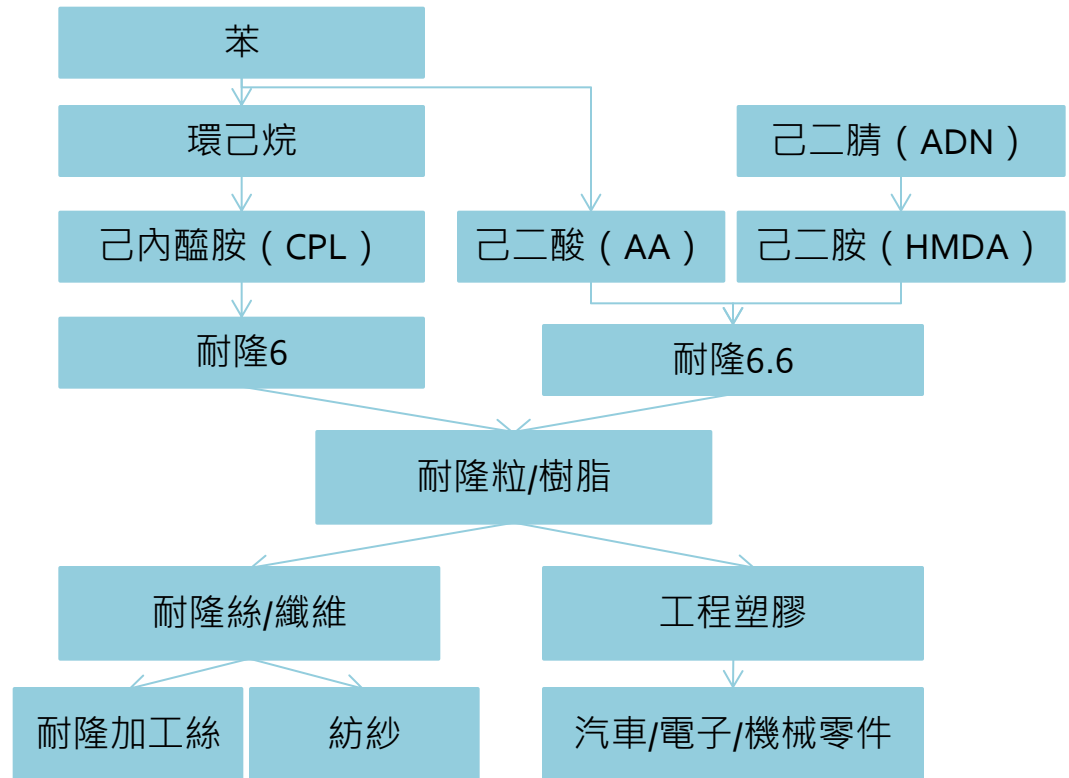 苯
環己烷
己二腈（ADN）
己內醯胺（CPL）
己二酸（AA）
己二胺（HMDA）
耐隆6
耐隆6.6
耐隆粒/樹脂
耐隆絲/纖維
工程塑膠
耐隆加工絲
紡紗
汽車/電子/機械零件